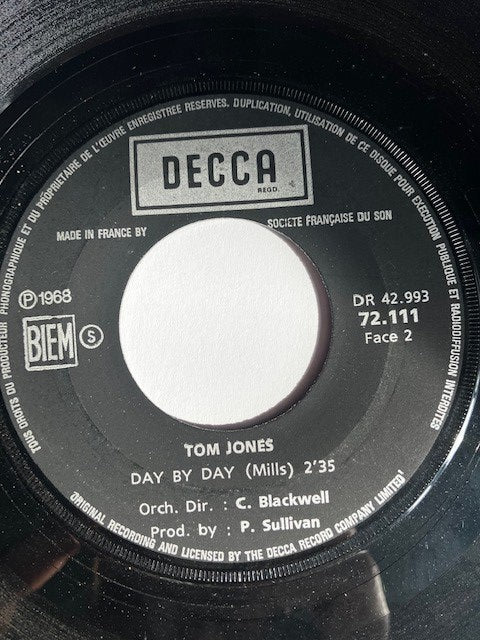 TOUS DROITS DU PRODUCTEUR PHONOGRAPHIQUE ET DU PROPRIETAIRE DE L'ŒUVRE ENREGISTREE RESERVES. DUPLICATION, UTILISATION DE CE DISQUE POUR EXECUTION PUBLIQUE ET RADIODIFFUSION INTERDITES
DECCA
REGD.
MADE IN FRANCE BY SOCIÉTÉ FRANÇAISE DU SON
Ⓟ 1968
BIEM Ⓢ
DR 42.993
72.111
Face 2
TOM JONES
DAY BY DAY (Mills) 2'35
Orch. Dir. : C. Blackwell
Prod. by : P. Sullivan
'ORIGINAL RECORDING AND LICENSED BY THE DECCA RECORD COMPANY LIMITED'